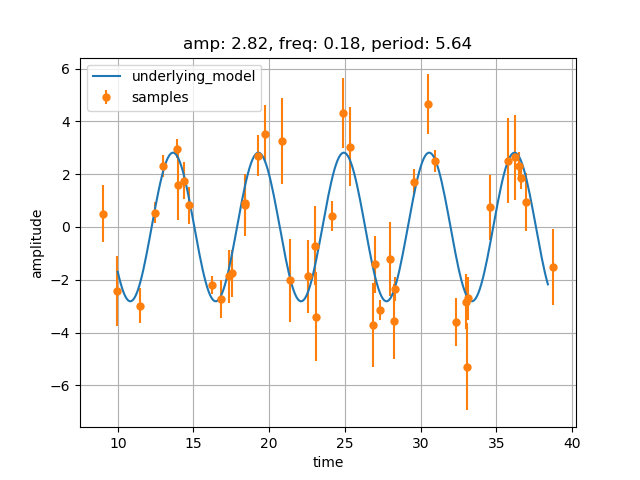 amp: 2.82, freq: 0.18, period: 5.64
underlying_model
samples
amplitude
6
4
2
0
−2
−4
−6
10 15 20 25 30 35 40
time